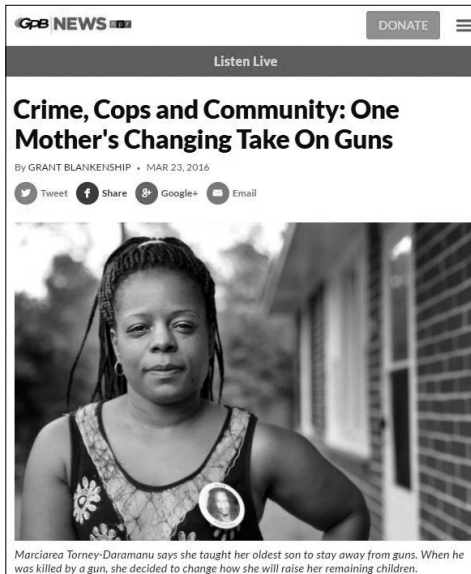 GPB NEWS npr
DONATE
Listen Live
Crime, Cops and Community: One
Mother's Changing Take On Guns
By GRANT BLANKENSHIP • MAR 23, 2016
Tweet
Share
Google+
Email
Marciarea Torney-Daramanu says she taught her oldest son to stay away from guns. When he
was killed by a gun, she decided to change how she will raise her remaining children.